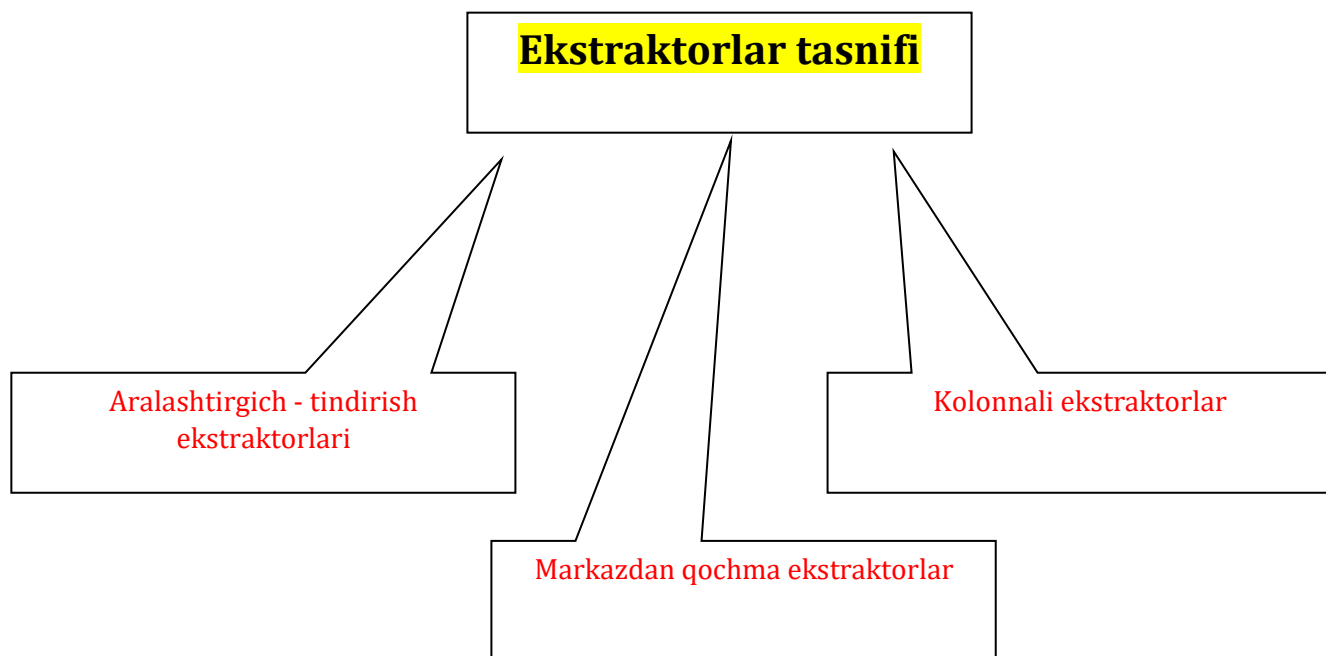 Ekstraktorlar tasnifi
Aralashtirgich - tindirish
ekstraktorlari
Kolonnali ekstraktorlar
Markazdan qochma ekstraktorlar